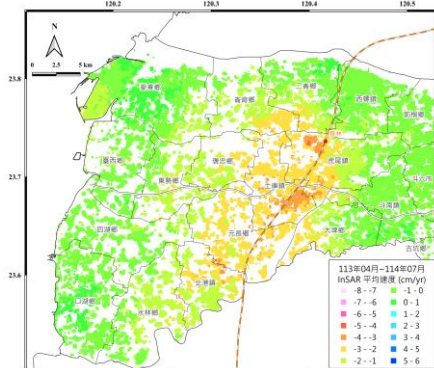 120.2 120.3 120.4 120.5
N
0 2.5 5 km
23.8
23.7
23.6
麥寮鄉
崙背鄉
二崙鄉
西螺鎮
莿桐鄉
臺西鄉
東勢鄉
褒忠鄉
土庫鎮
虎尾鎮
斗六市
斗南鎮
四湖鄉
元長鄉
大埤鄉
古坑鄉
口湖鄉
水林鄉
北港鎮
113年04月~114年07月
InSAR 平均速度 (cm/yr)
-8 - -7 -1 - 0
-7 - -6 0 - 1
-6 - -5 1 - 2
-5 - -4 2 - 3
-4 - -3 3 - 4
-3 - -2 4 - 5
-2 - -1 5 - 6